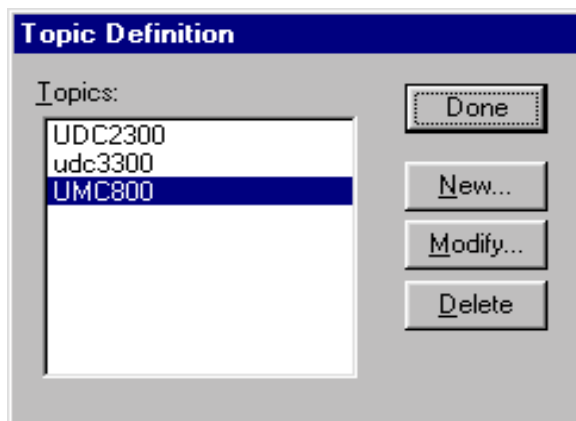 Topic Definition
Topics:
UDC2300
udc3300
UMC800
Done
New...
Modify...
Delete